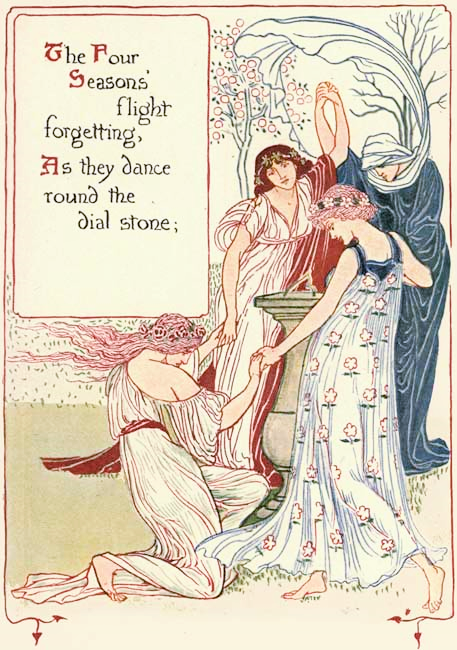 The Four
Seasons'
flight
forgetting,
As they dance
round the
dial stone;